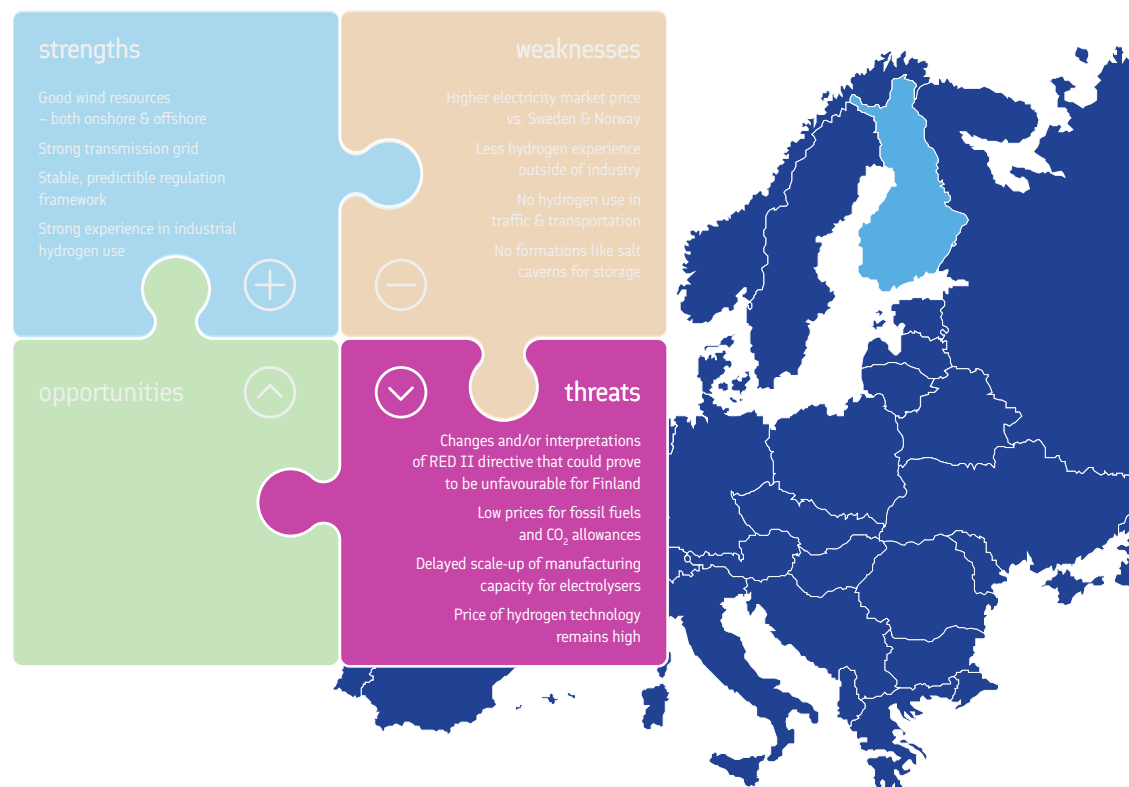 strengths
Good wind resources
– both onshore & offshore
Strong transmission grid
Stable, predictible regulation
framework
Strong experience in industrial
hydrogen use
weaknesses
Higher electricity market price
vs. Sweden & Norway
Less hydrogen experience
outside of industry
No hydrogen use in
traffic & transportation
No formations like salt
caverns for storage
opportunities
threats
Changes and/or interpretations
of RED II directive that could prove
to be unfavourable for Finland
Low prices for fossil fuels
and CO₂ allowances
Delayed scale-up of manufacturing
capacity for electrolysers
Price of hydrogen technology
remains high